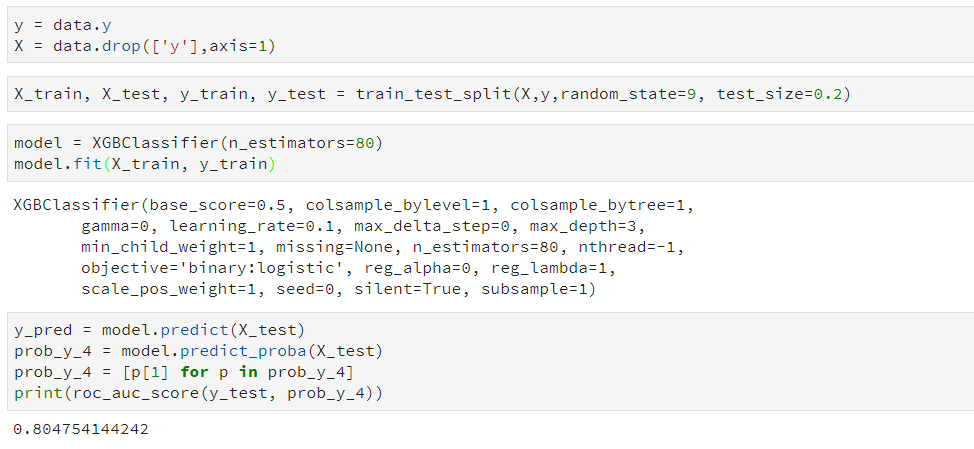 y = data.y
X = data.drop(['y'],axis=1)
X_train, X_test, y_train, y_test = train_test_split(X,y,random_state=9, test_size=0.2)
model = XGBClassifier(n_estimators=80)
model.fit(X_train, y_train)
XGBClassifier(base_score=0.5, colsample_bylevel=1, colsample_bytree=1,
       gamma=0, learning_rate=0.1, max_delta_step=0, max_depth=3,
       min_child_weight=1, missing=None, n_estimators=80, nthread=-1,
       objective='binary:logistic', reg_alpha=0, reg_lambda=1,
       scale_pos_weight=1, seed=0, silent=True, subsample=1)
y_pred = model.predict(X_test)
prob_y_4 = model.predict_proba(X_test)
prob_y_4 = [p[1] for p in prob_y_4]
print(roc_auc_score(y_test, prob_y_4))
0.804754144242